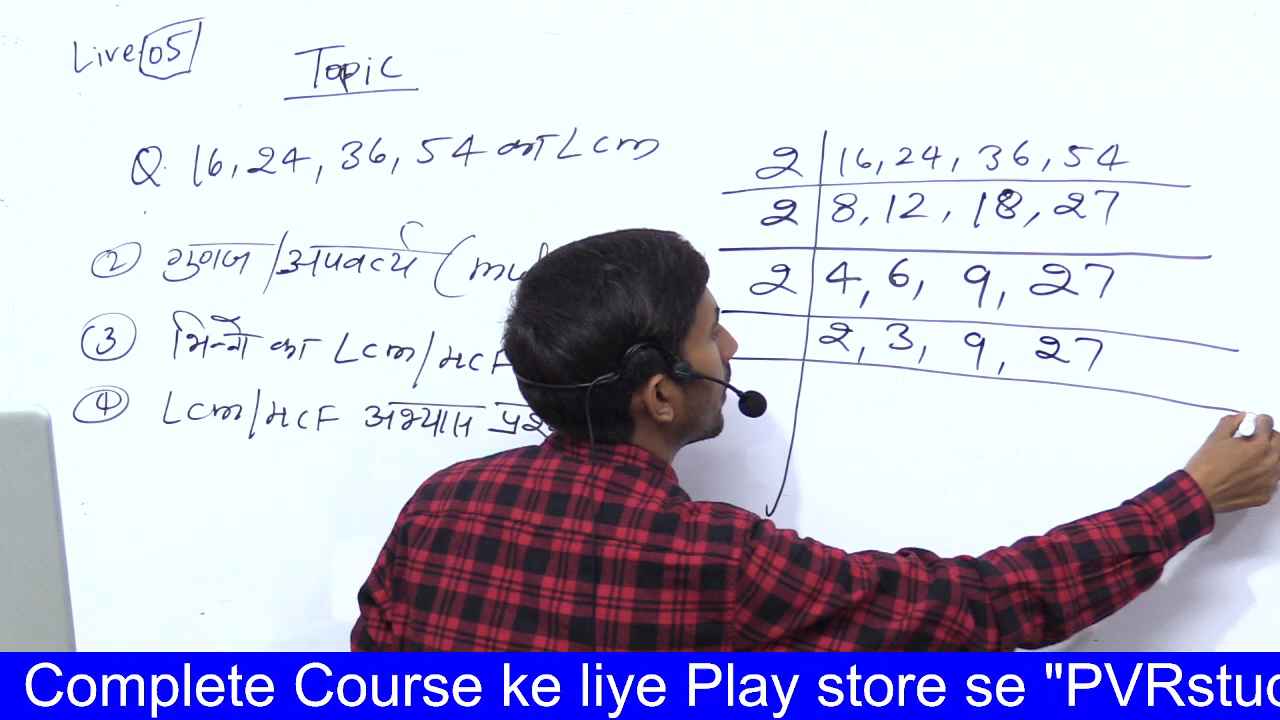 Live 05
Topic
Q. 16, 24, 36, 54 का Lcm
② गुणज/अपवर्त्य (mul
③ भिन्नों का Lcm/HCF
④ Lcm/HCF अभ्यास प्रश
2 | 16, 24, 36, 54
2 | 8, 12, 18, 27
2 | 4, 6, 9, 27
2, 3, 9, 27
Complete Course ke liye Play store se "PVRstud